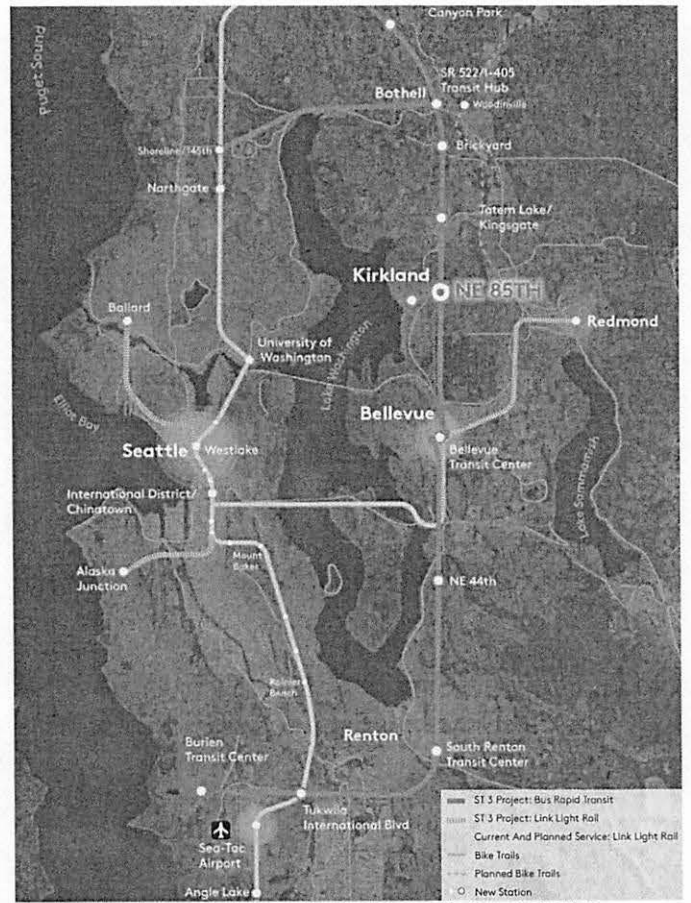 Canyon Park
Puget Sound
SR 522/I-405
Transit Hub
Bothell
Woodinville
Shoreline/145th
Brickyard
Northgate
Totem Lake/
Kingsgate
Kirkland
NE 85TH
Ballard
Redmond
University of
Washington
Lake Washington
Elliot Bay
Bellevue
Seattle
Westlake
Bellevue
Transit Center
Lake Sammamish
International District/
Chinatown
Mount
Baker
Alaska
Junction
NE 44th
Rainier
Beach
Renton
Burien
Transit Center
South Renton
Transit Center
Tukwila
International Blvd
Sea-Tac
Airport
Angle Lake
ST 3 Project: Bus Rapid Transit
ST 3 Project: Link Light Rail
Current And Planned Service: Link Light Rail
Bike Trails
Planned Bike Trails
New Station